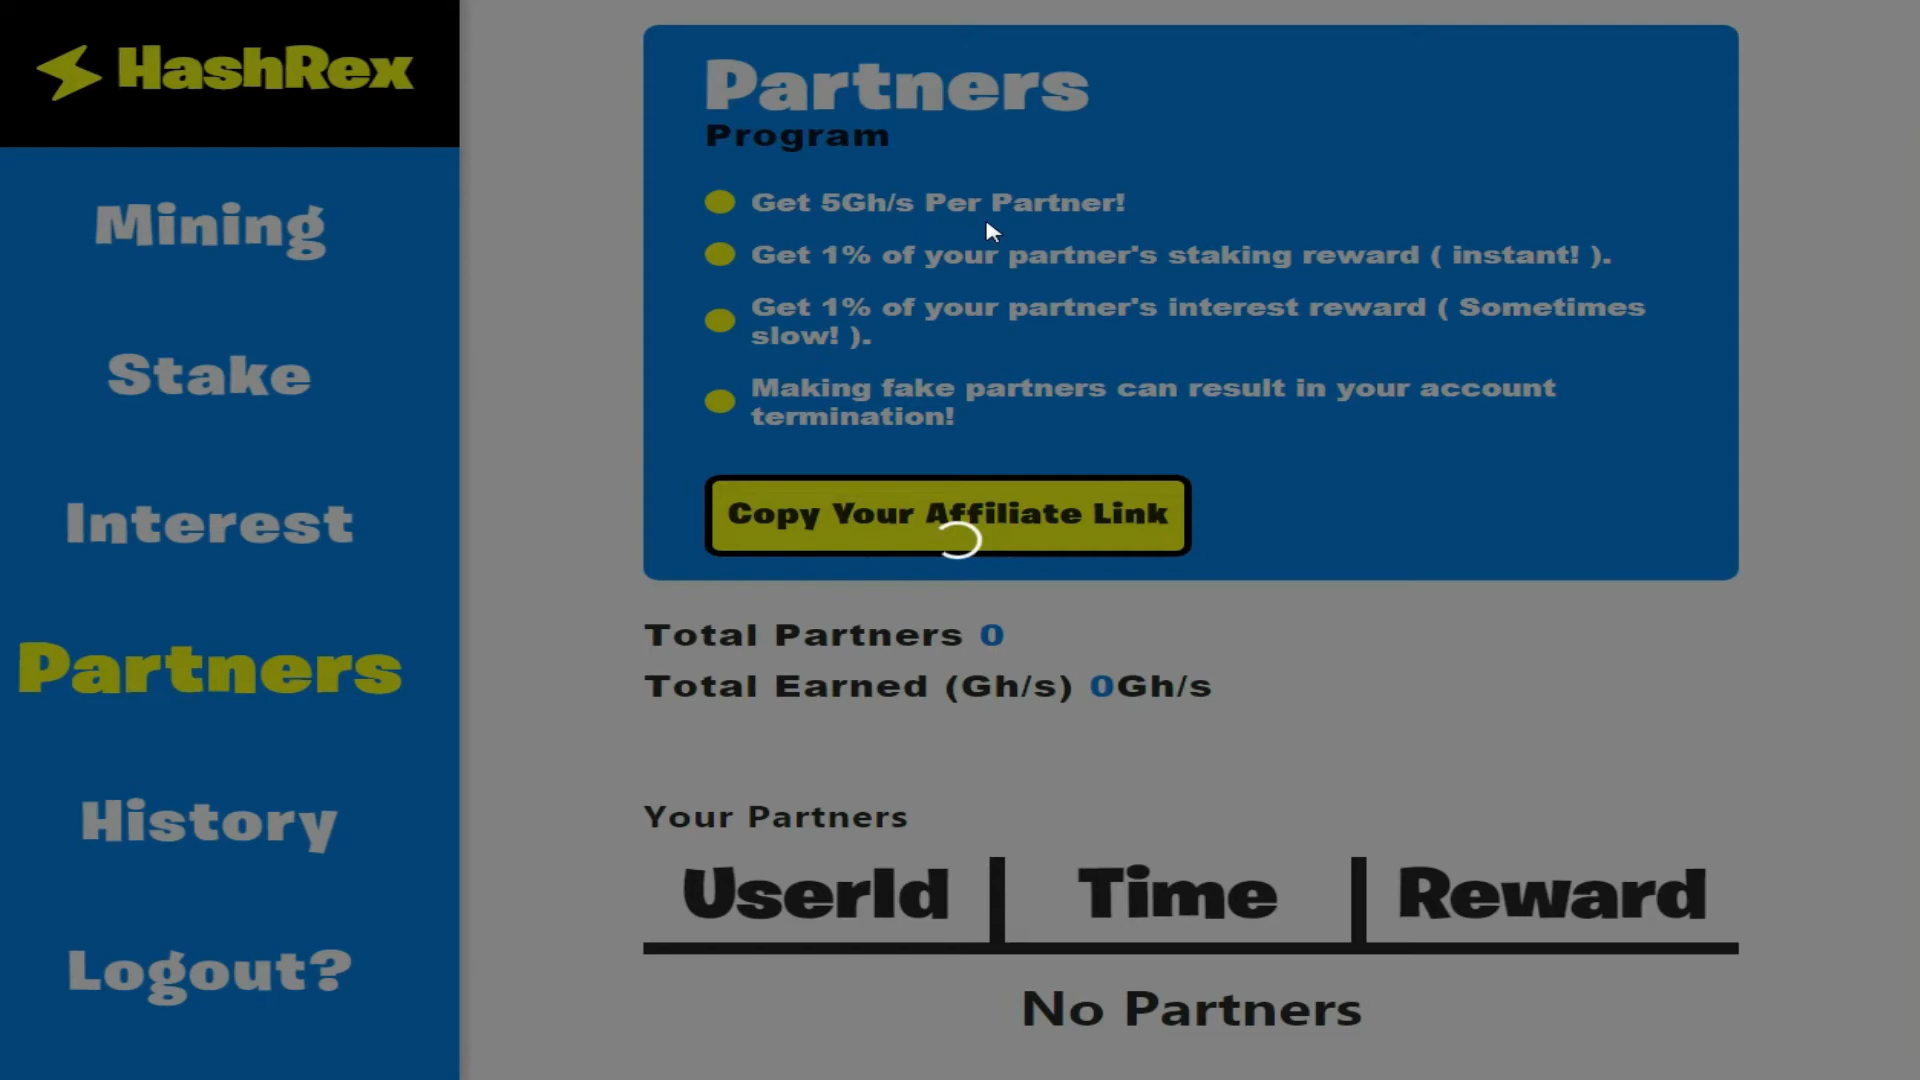 HashRex
Mining
Stake
Interest
Partners
History
Logout?
Partners
Program
Get 5Gh/s Per Partner!
Get 1% of your partner's staking reward ( instant! ).
Get 1% of your partner's interest reward ( Sometimes
slow! ).
Making fake partners can result in your account
termination!
Copy Your Affiliate Link
Total Partners 0
Total Earned (Gh/s) 0Gh/s
Your Partners
UserId Time Reward
No Partners